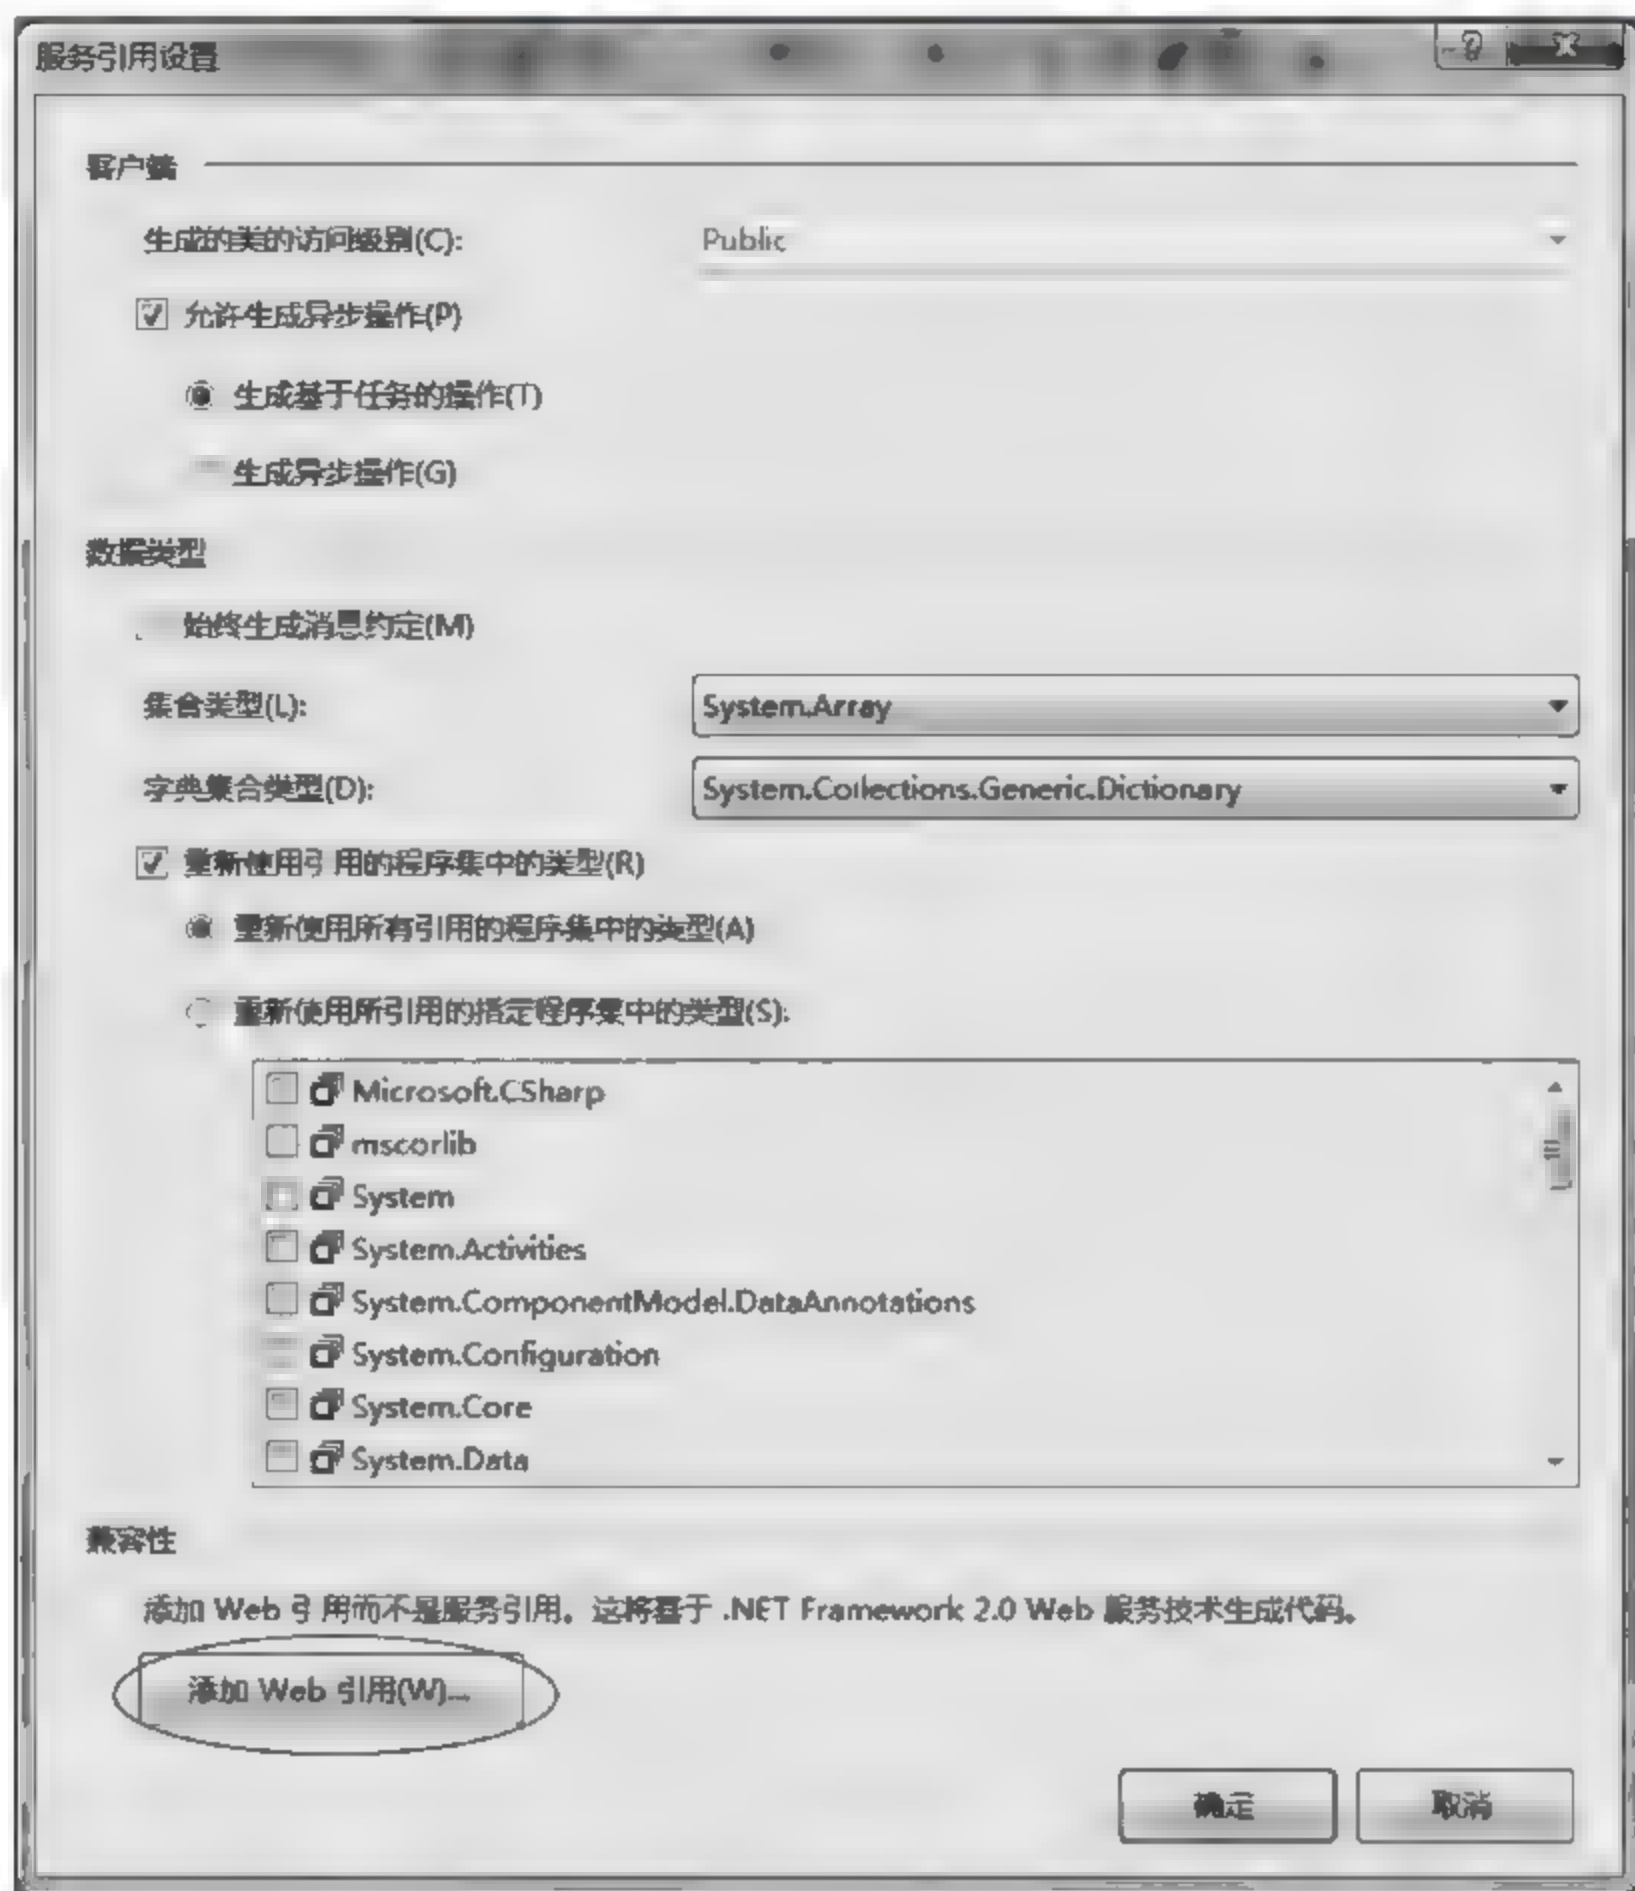 服务引用设置
客户端
生成的类的访问级别(C): Public
允许生成异步操作(P)
生成基于任务的操作(T)
生成异步操作(G)
数据类型
始终生成消息约定(M)
集合类型(L): System.Array
字典集合类型(D): System.Collections.Generic.Dictionary
重新使用引用的程序集中的类型(R)
重新使用所有引用的程序集中的类型(A)
重新使用所引用的指定程序集中的类型(S):
Microsoft.CSharp
mscorlib
System
System.Activities
System.ComponentModel.DataAnnotations
System.Configuration
System.Core
System.Data
兼容性
添加 Web 引用而不是服务引用。这将基于 .NET Framework 2.0 Web 服务技术生成代码。
添加 Web 引用(W)...
确定 取消